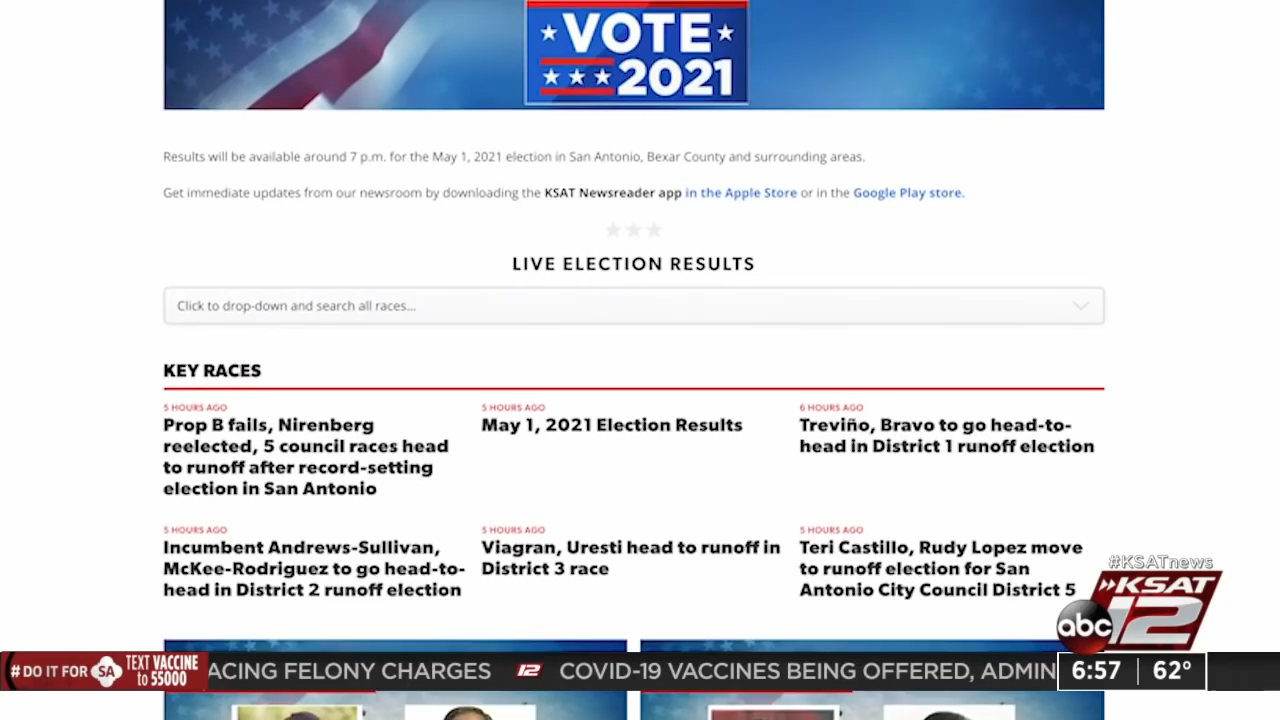 VOTE
2021
Results will be available around 7 p.m. for the May 1, 2021 election in San Antonio, Bexar County and surrounding areas.
Get immediate updates from our newsroom by downloading the KSAT Newsreader app in the Apple Store or in the Google Play store.
LIVE ELECTION RESULTS
Click to drop-down and search all races...
KEY RACES
5 HOURS AGO
Prop B fails, Nirenberg
reelected, 5 council races head
to runoff after record-setting
election in San Antonio
5 HOURS AGO
May 1, 2021 Election Results
6 HOURS AGO
Treviño, Bravo to go head-to-
head in District 1 runoff election
5 HOURS AGO
Incumbent Andrews-Sullivan,
McKee-Rodriguez to go head-to-
head in District 2 runoff election
5 HOURS AGO
Viagran, Uresti head to runoff in
District 3 race
5 HOURS AGO
Teri Castillo, Rudy Lopez move
to runoff election for San
Antonio City Council District 5
#KSATnews
KSAT
abc 12
#DO IT FOR SA
TEXT VACCINE
to 55000
ACING FELONY CHARGES 12 COVID-19 VACCINES BEING OFFERED, ADMIN
6:57 62°